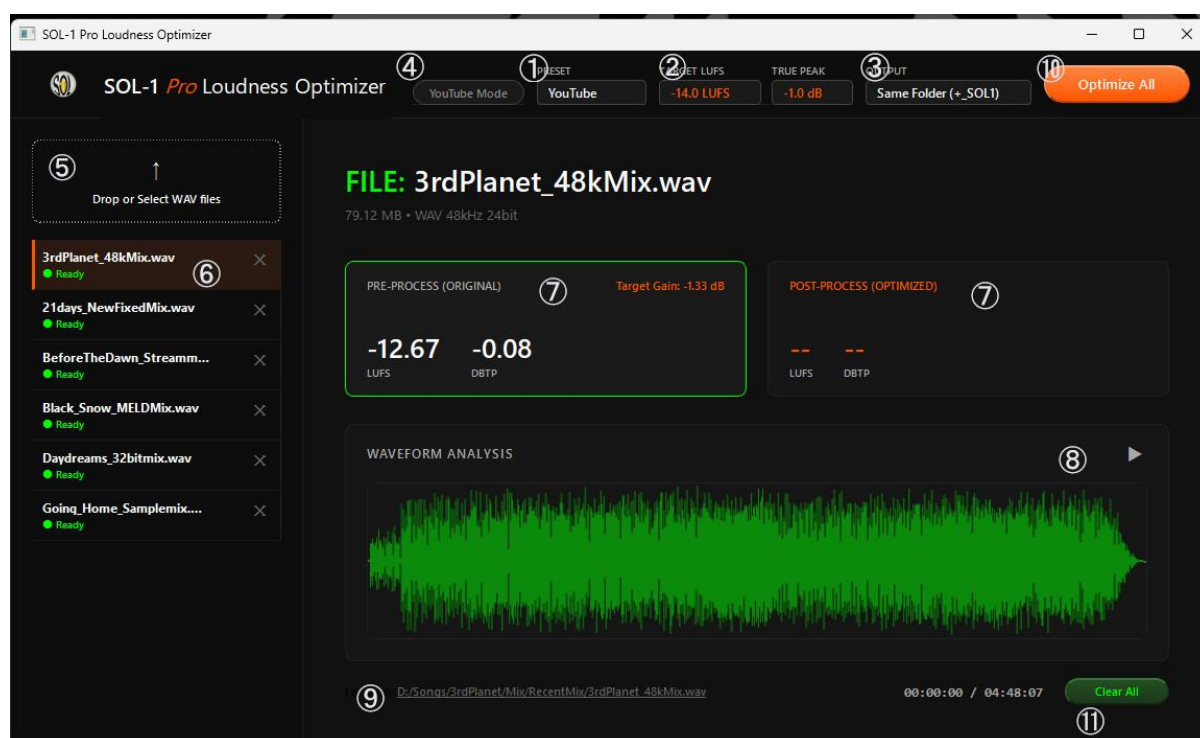 SOL-1 Pro Loudness Optimizer
SOL
SOL-1 Pro Loudness Optimizer
④
YouTube Mode
① PRESET
YouTube
② TARGET LUFS
-14.0 LUFS
TRUE PEAK
-1.0 dB
③ OUTPUT
Same Folder (+_SOL1)
⑩
Optimize All
⑤
↑
Drop or Select WAV files
3rdPlanet_48kMix.wav
Ready
⑥
21days_NewFixedMix.wav
Ready
BeforeTheDawn_Streamm...
Ready
Black_Snow_MELDMix.wav
Ready
Daydreams_32bitmix.wav
Ready
Going_Home_Samplemix....
Ready
FILE: 3rdPlanet_48kMix.wav
79.12 MB • WAV 48kHz 24bit
PRE-PROCESS (ORIGINAL) ⑦ Target Gain: -1.33 dB
-12.67 -0.08
LUFS DBTP
POST-PROCESS (OPTIMIZED) ⑦
-- --
LUFS DBTP
WAVEFORM ANALYSIS ⑧
⑨ D:/Songs/3rdPlanet/Mix/RecentMix/3rdPlanet_48kMix.wav
00:00:00 / 04:48:07
Clear All
⑪